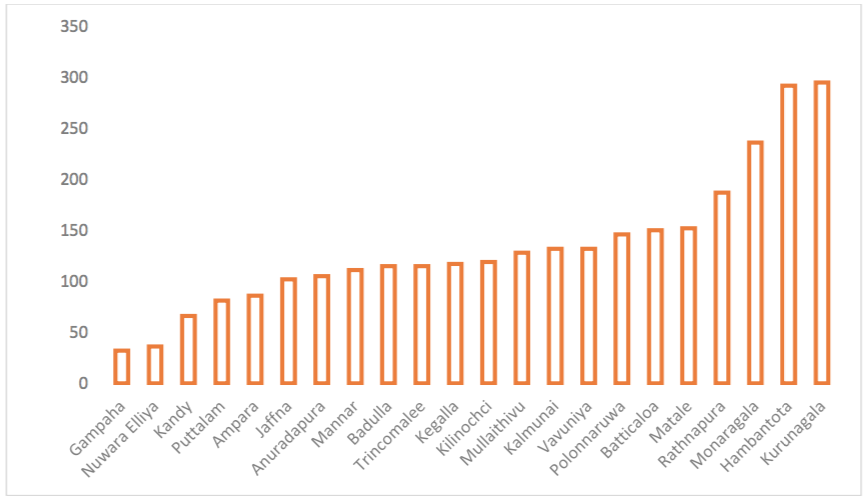 350
300
250
200
150
100
50
0
Gampaha
Nuwara Elliya
Kandy
Puttalam
Ampara
Jaffna
Anuradapura
Mannar
Badulla
Trincomalee
Kegalla
Kilinochci
Mullaithivu
Kalmunai
Vavuniya
Polonnaruwa
Batticaloa
Matale
Rathnapura
Monaragala
Hambantota
Kurunagala